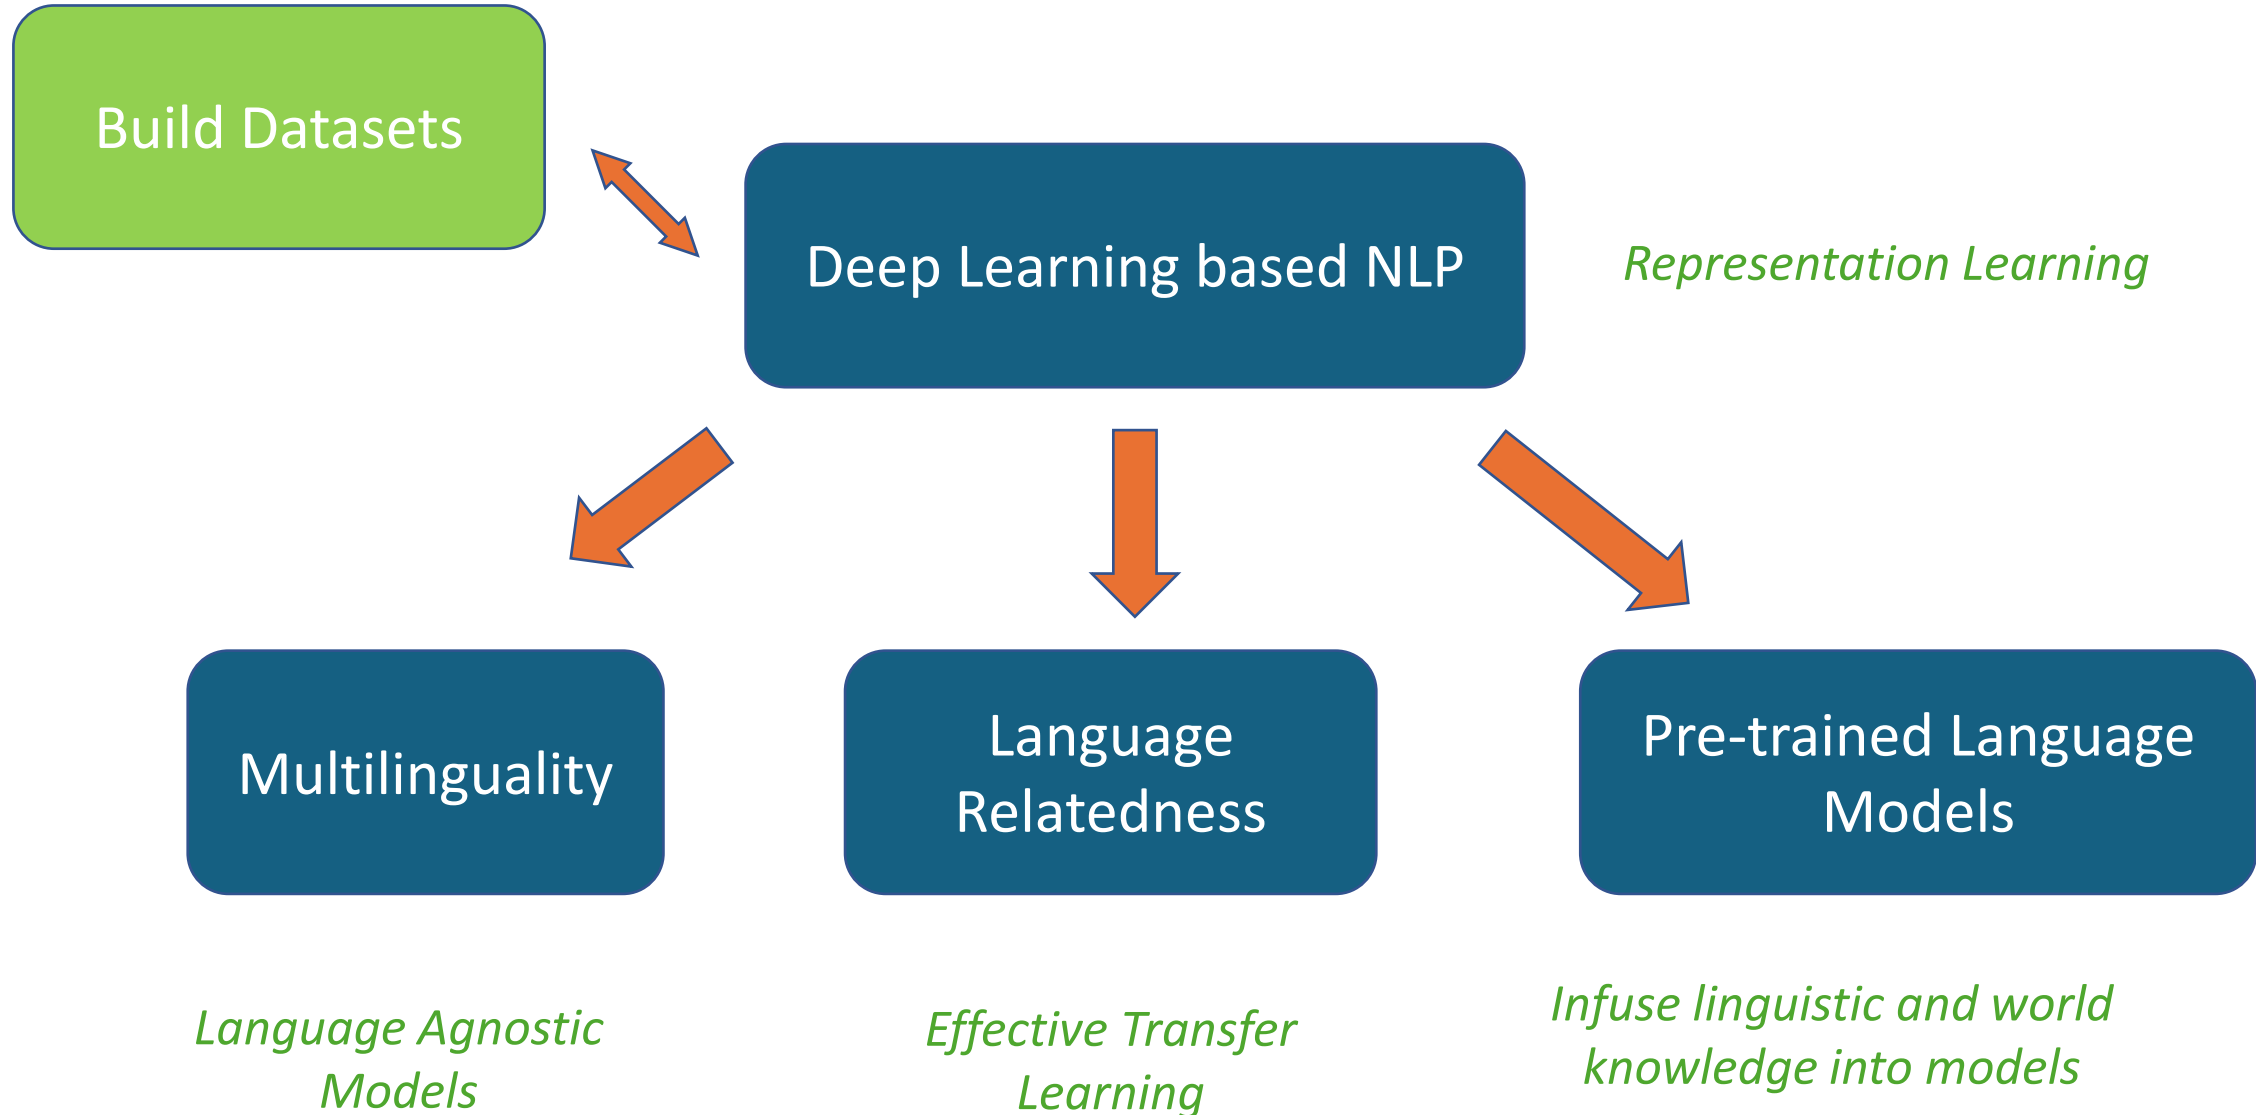 Build Datasets
Deep Learning based NLP
Representation Learning
Multilinguality
Language
Relatedness
Pre-trained Language
Models
Language Agnostic
Models
Effective Transfer
Learning
Infuse linguistic and world
knowledge into models